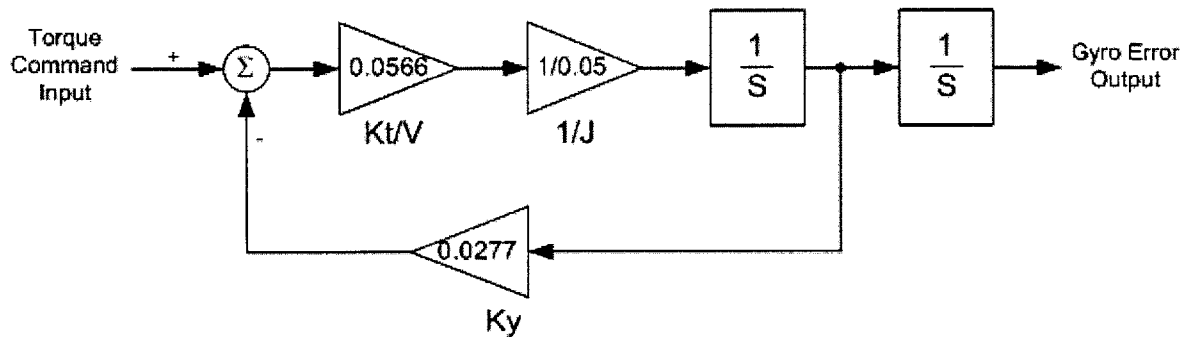 Torque
Command
Input
+
Σ
-
0.0566
Kt/V
1/0.05
1/J
1
S
1
S
Gyro Error
Output
0.0277
Ky